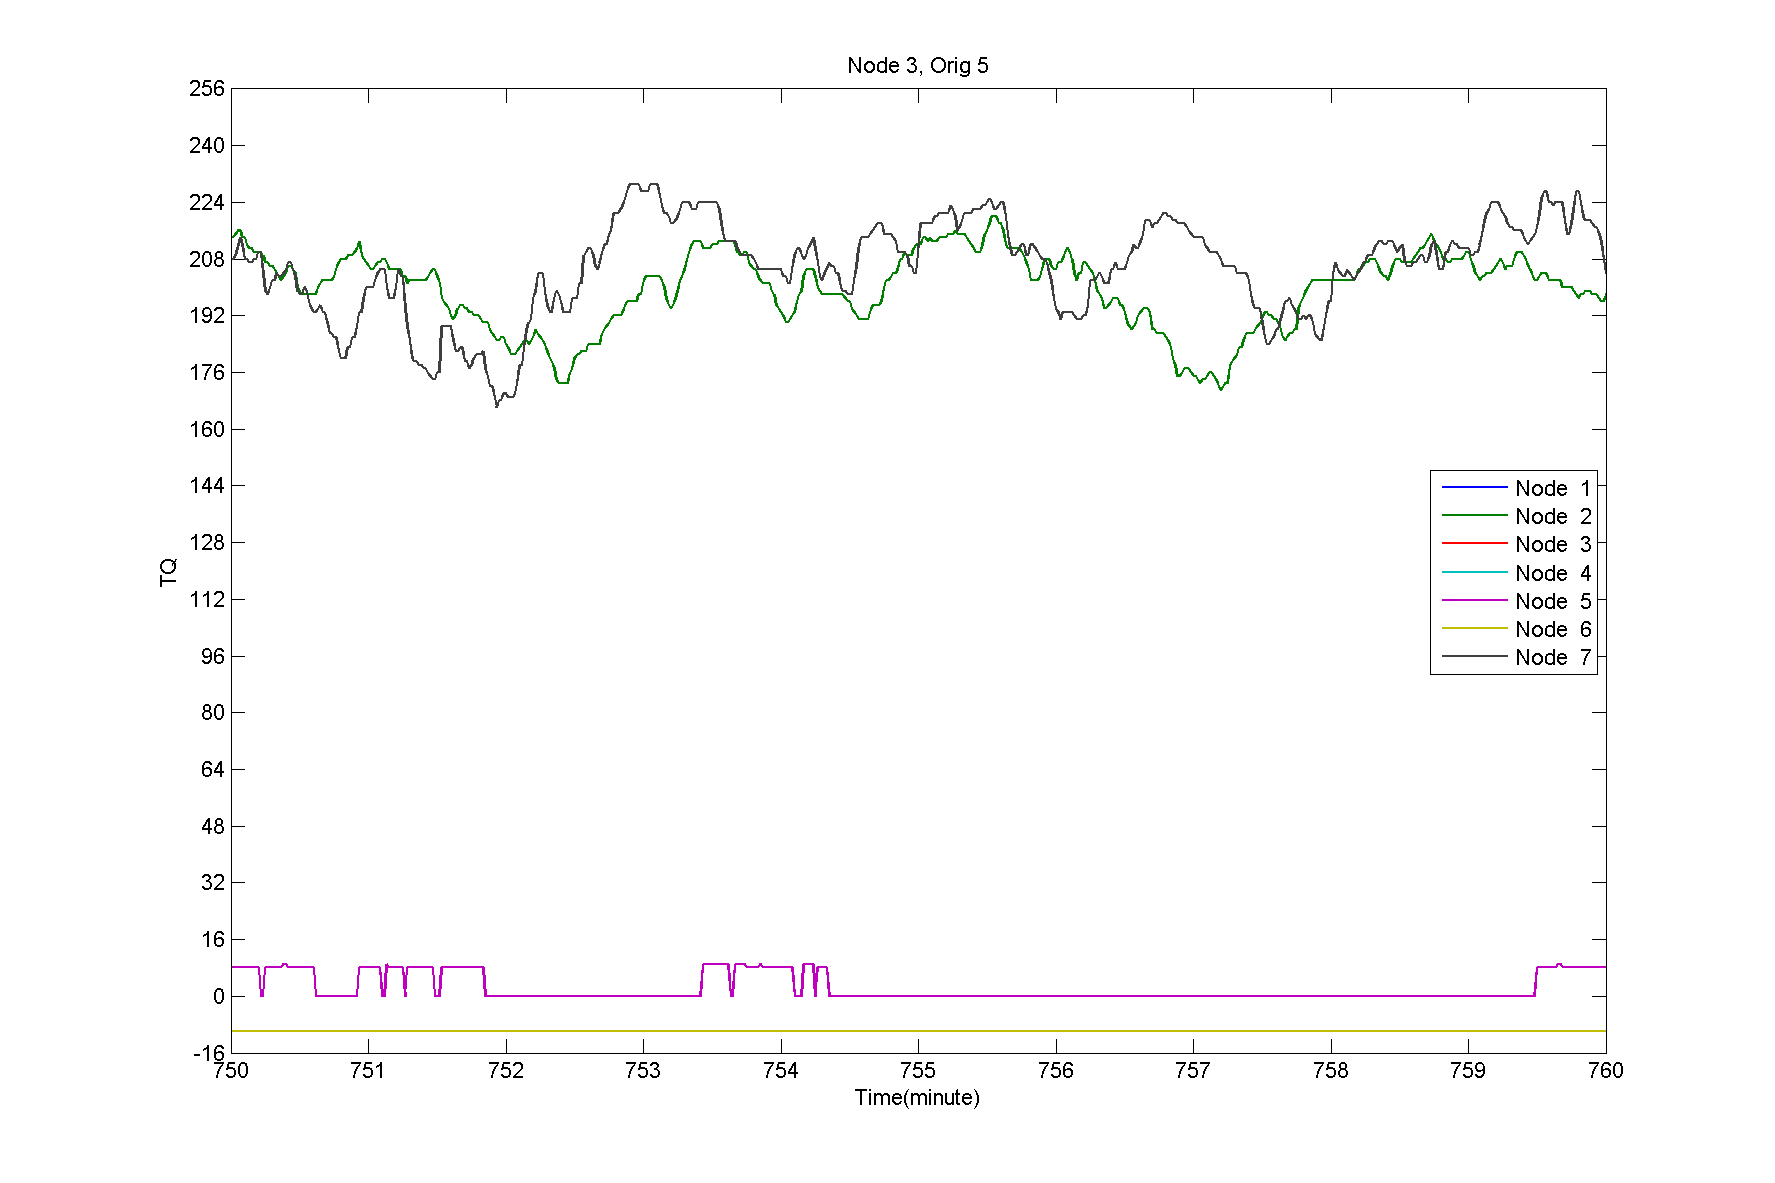 Node 3, Orig 5
256
240
224
208
192
176
160
144
128
112
96
80
64
48
32
16
0
-16
TQ
Node 1
Node 2
Node 3
Node 4
Node 5
Node 6
Node 7
750 751 752 753 754 755 756 757 758 759 760
Time(minute)